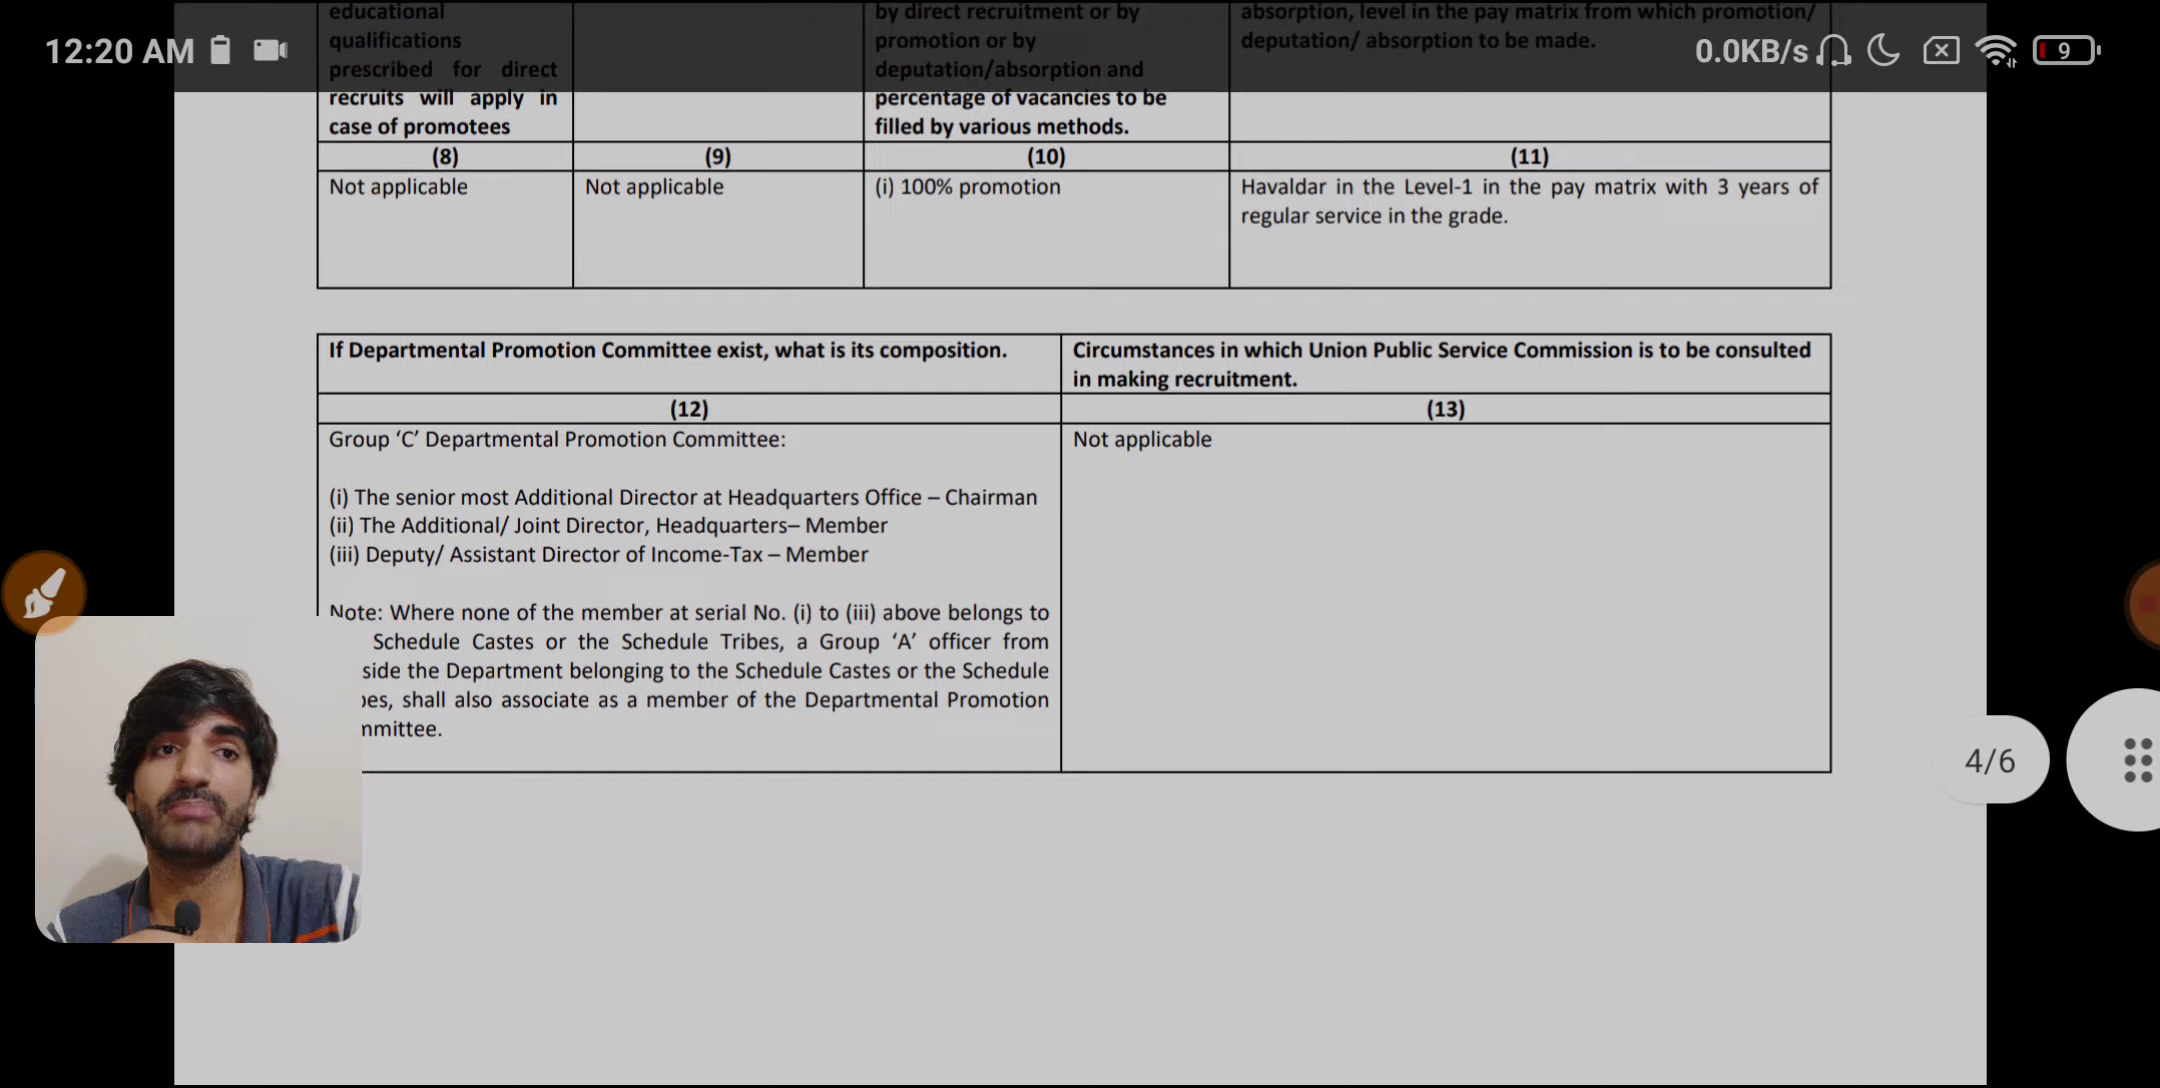 12:20 AM
0.0KB/s
9
educational
qualifications
prescribed for direct
recruits will apply in
case of promotees
by direct recruitment or by
promotion or by
deputation/absorption and
percentage of vacancies to be
filled by various methods.
absorption, level in the pay matrix from which promotion/
deputation/ absorption to be made.
(8)
(9)
(10)
(11)
Not applicable
Not applicable
(i) 100% promotion
Havaldar in the Level-1 in the pay matrix with 3 years of
regular service in the grade.
If Departmental Promotion Committee exist, what is its composition.
Circumstances in which Union Public Service Commission is to be consulted
in making recruitment.
(12)
(13)
Group ‘C’ Departmental Promotion Committee:
(i) The senior most Additional Director at Headquarters Office – Chairman
(ii) The Additional/ Joint Director, Headquarters– Member
(iii) Deputy/ Assistant Director of Income-Tax – Member
Note: Where none of the member at serial No. (i) to (iii) above belongs to
Schedule Castes or the Schedule Tribes, a Group ‘A’ officer from
side the Department belonging to the Schedule Castes or the Schedule
bes, shall also associate as a member of the Departmental Promotion
mmittee.
Not applicable
4/6